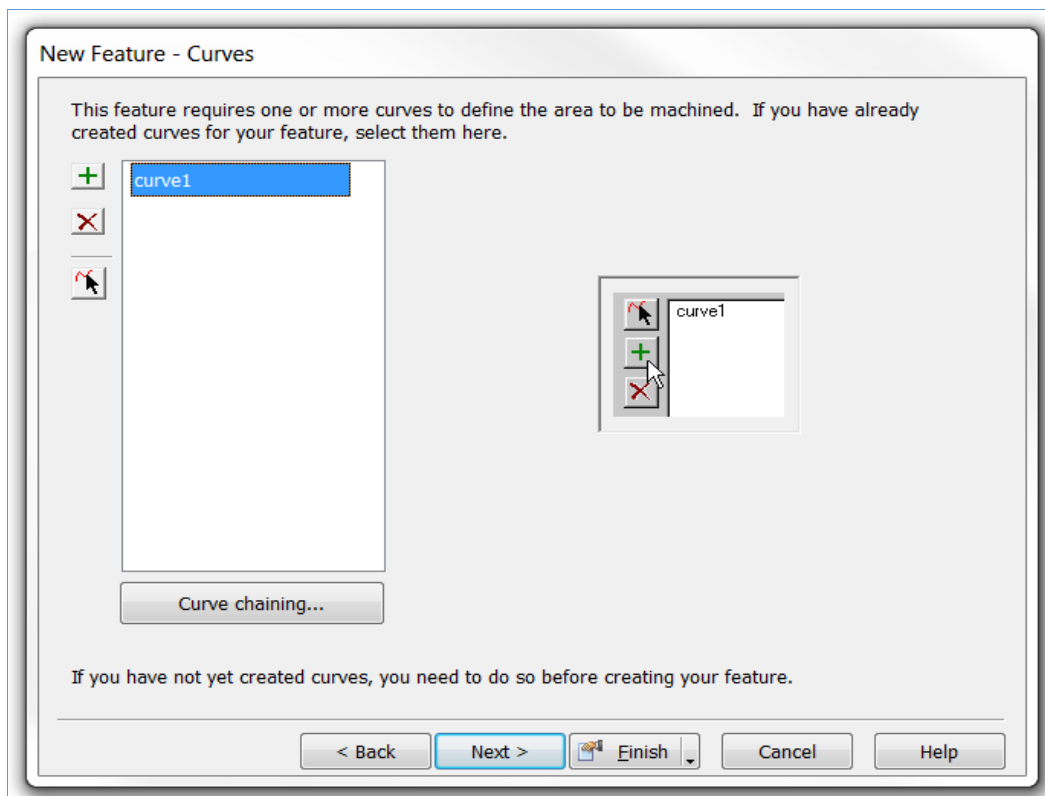 New Feature - Curves
This feature requires one or more curves to define the area to be machined.  If you have already
created curves for your feature, select them here.
curve1
curve1
Curve chaining...
If you have not yet created curves, you need to do so before creating your feature.
< Back
Next >
Finish
Cancel
Help